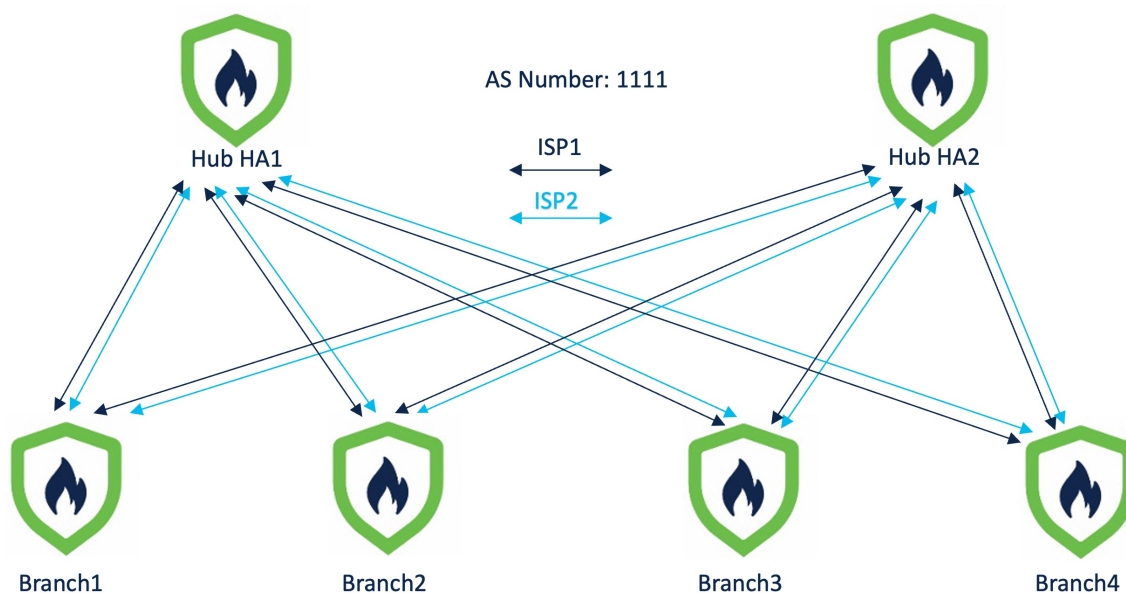 AS Number: 1111
Hub HA1
ISP1
Hub HA2
ISP2
Branch1
Branch2
Branch3
Branch4